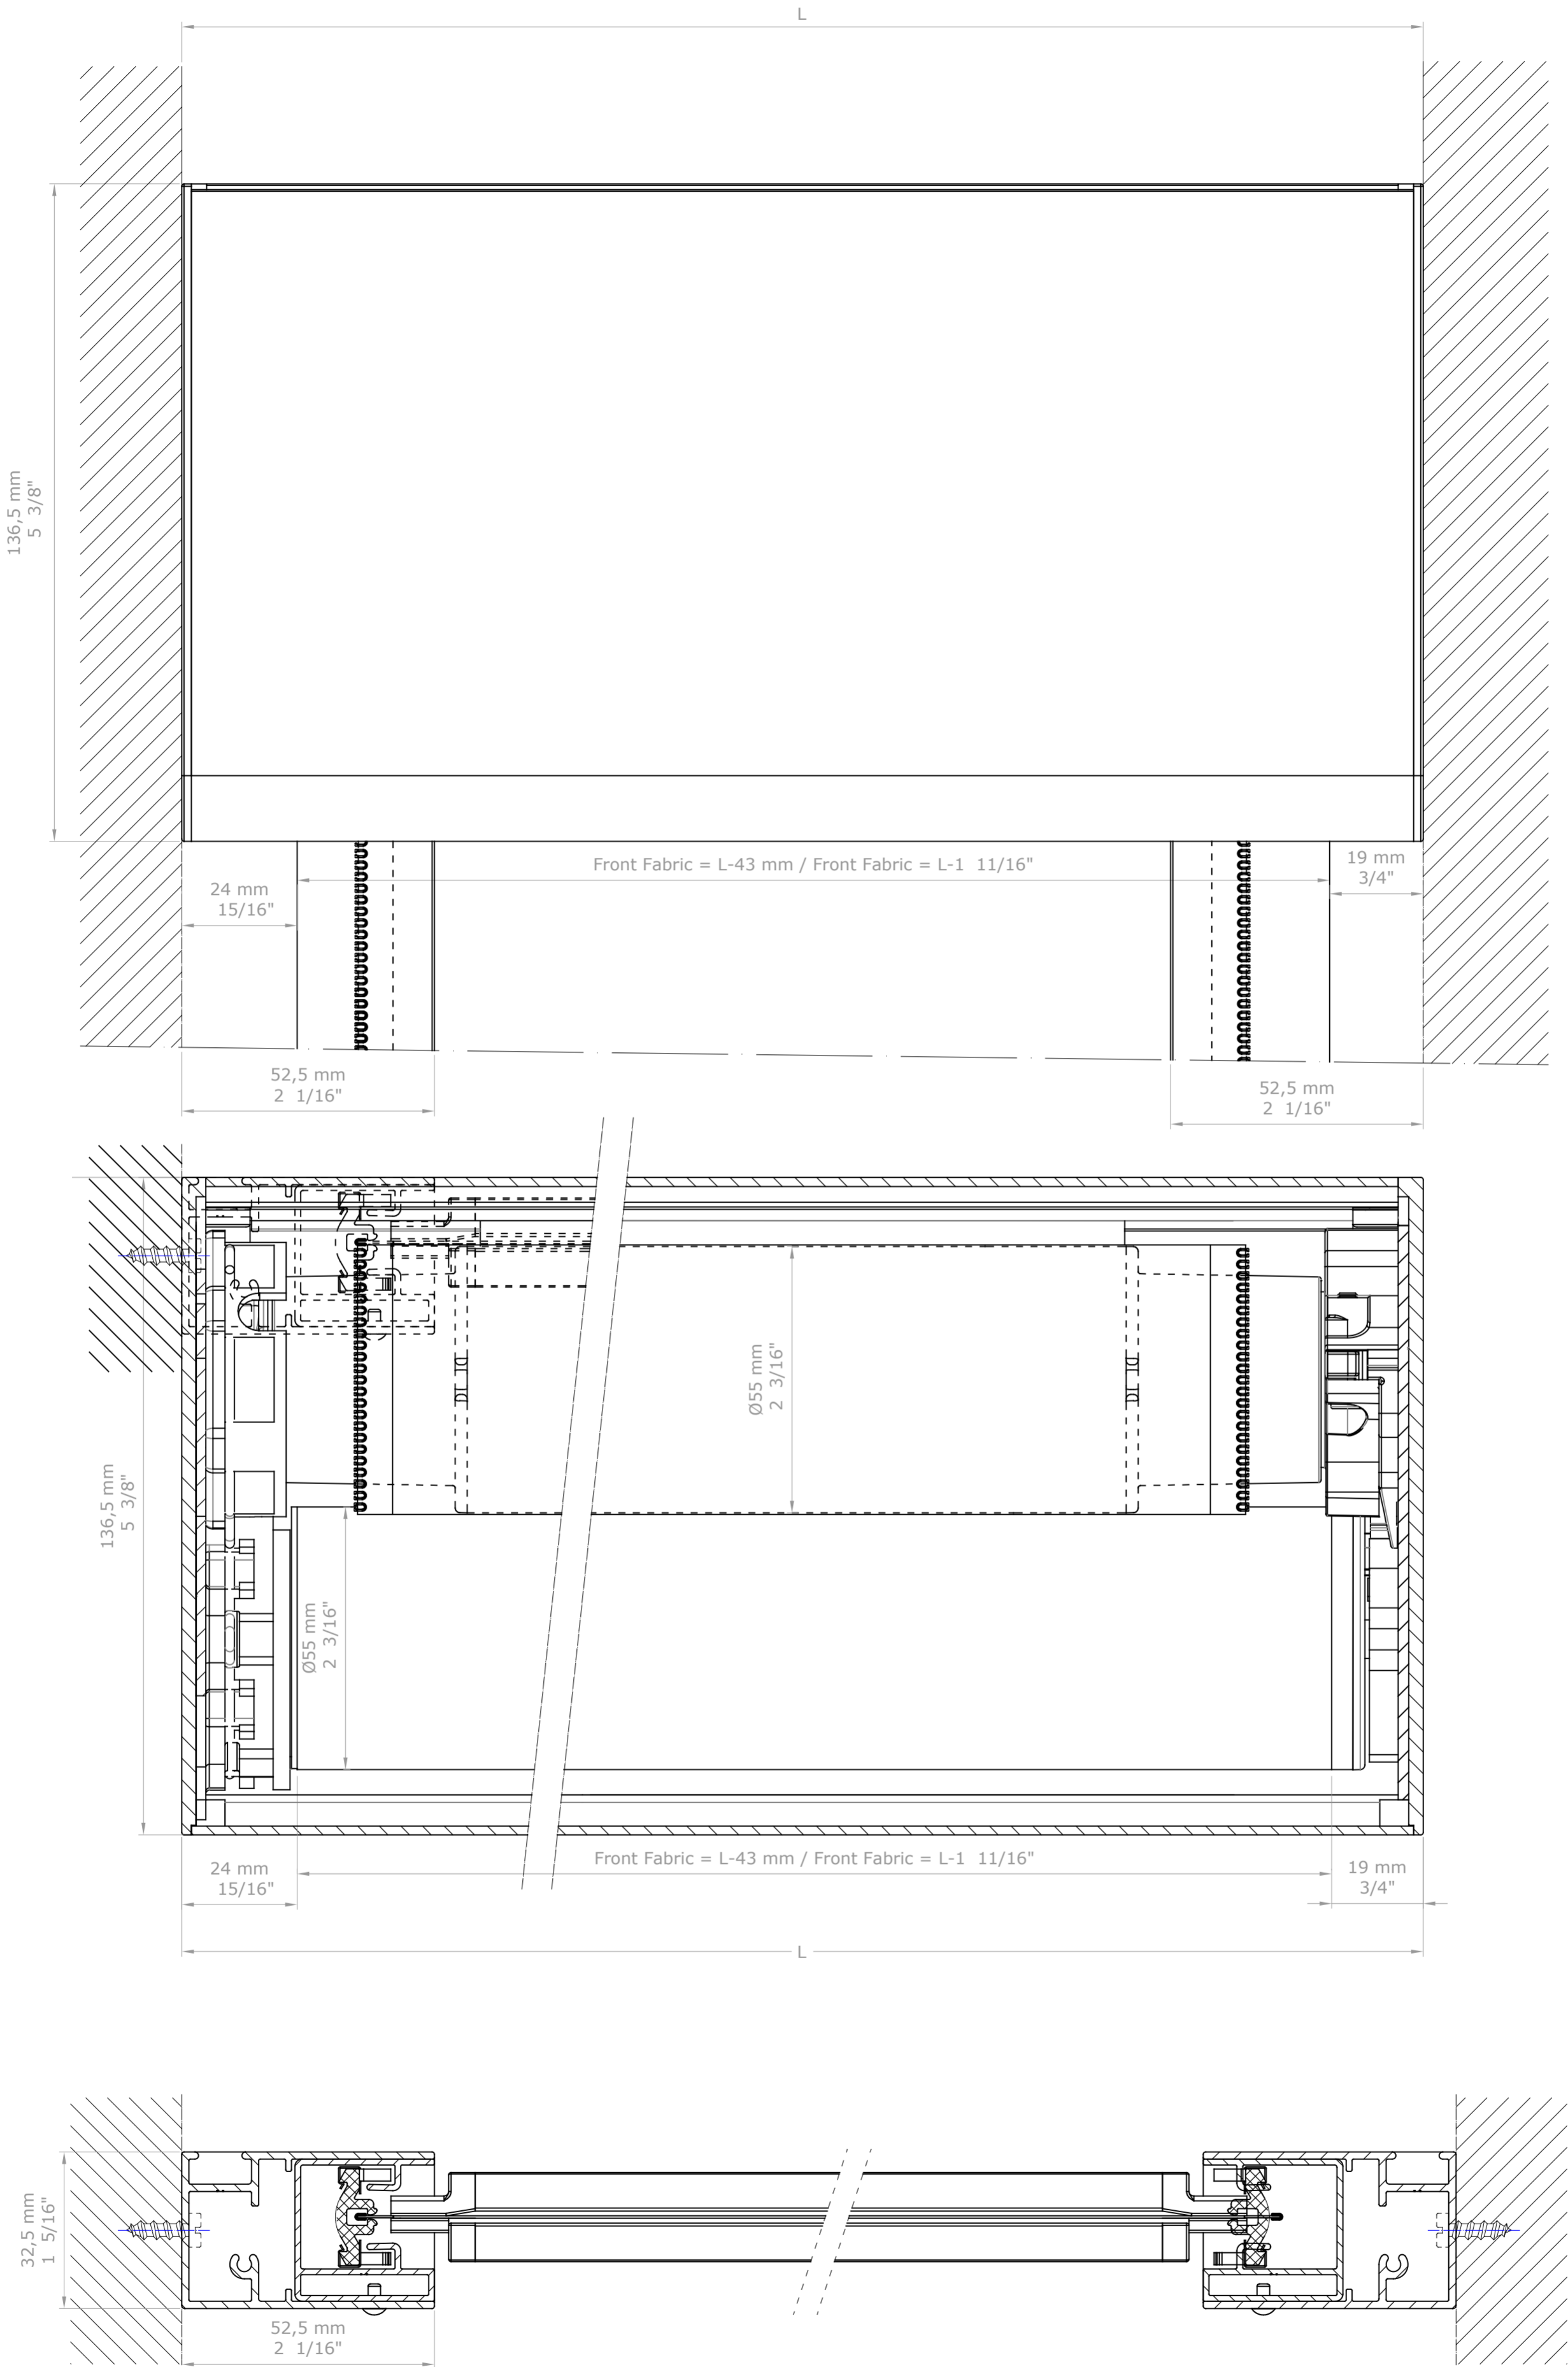 L
136,5 mm
5 3/8"
Front Fabric = L-43 mm / Front Fabric = L-1 11/16"
19 mm
3/4"
24 mm
15/16"
52,5 mm
2 1/16"
52,5 mm
2 1/16"
136,5 mm
5 3/8"
Ø55 mm
2 3/16"
Ø55 mm
2 3/16"
Front Fabric = L-43 mm / Front Fabric = L-1 11/16"
24 mm
15/16"
19 mm
3/4"
L
32,5 mm
1 5/16"
52,5 mm
2 1/16"